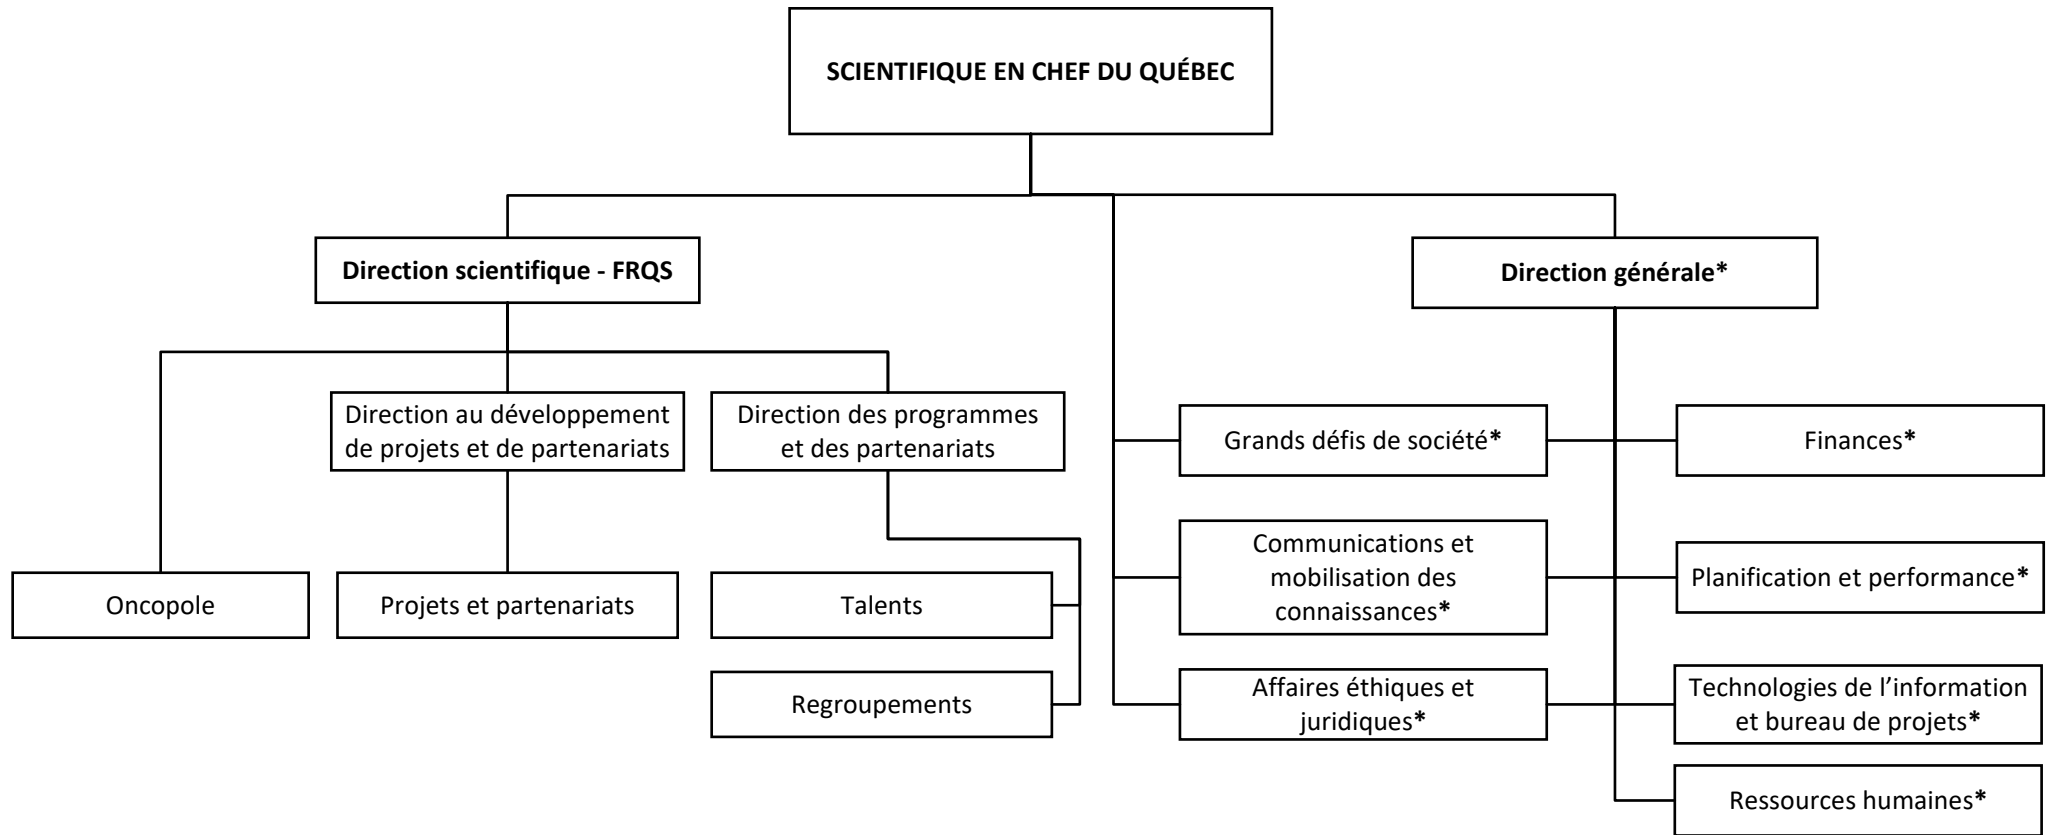 SCIENTIFIQUE EN CHEF DU QUÉBEC
Direction scientifique - FRQS
Direction générale*
Direction au développement
de projets et de partenariats
Direction des programmes
et des partenariats
Grands défis de société*
Finances*
Communications et
mobilisation des
connaissances*
Planification et performance*
Oncopole
Projets et partenariats
Talents
Regroupements
Affaires éthiques et
juridiques*
Technologies de l’information
et bureau de projets*
Ressources humaines*